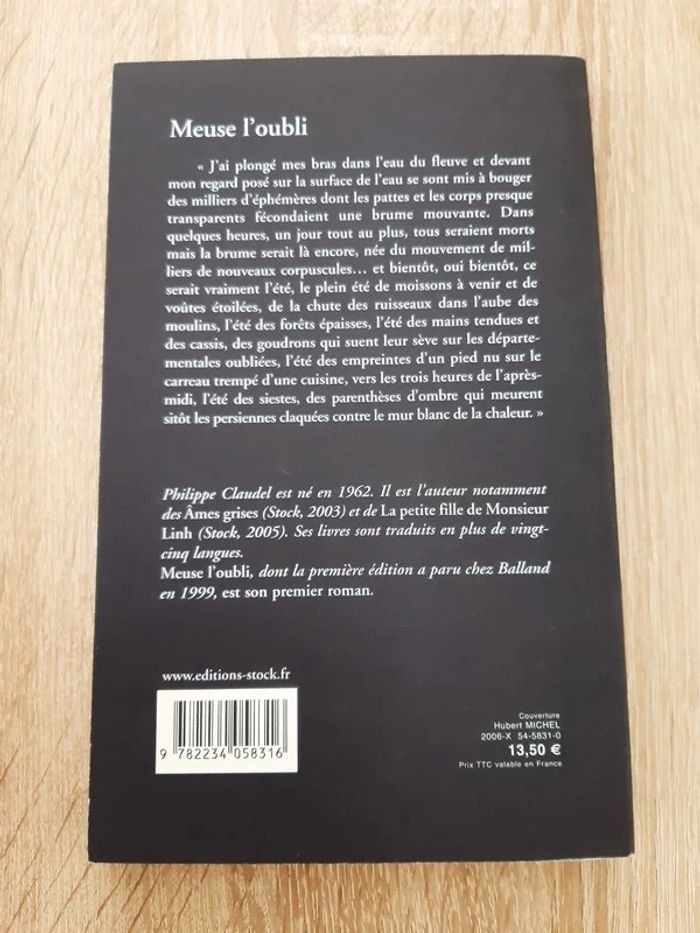 Meuse l'oubli
« J'ai plongé mes bras dans l'eau du fleuve et devant
mon regard posé sur la surface de l'eau se sont mis à bouger
des milliers d'éphémères dont les pattes et les corps presque
transparents fécondaient une brume mouvante. Dans
quelques heures, un jour tout au plus, tous seraient morts
mais la brume serait là encore, née du mouvement de mil-
liers de nouveaux corpuscules… et bientôt, oui bientôt, ce
serait vraiment l'été, le plein été de moissons à venir et de
voûtes étoilées, de la chute des ruisseaux dans l'aube des
moulins, l'été des forêts épaisses, l'été des mains tendues et
des cassis, des goudrons qui suent leur sève sur les départe-
mentales oubliées, l'été des empreintes d'un pied nu sur le
carreau trempé d'une cuisine, vers les trois heures de l'après-
midi, l'été des siestes, des parenthèses d'ombre qui meurent
sitôt les persiennes claquées contre le mur blanc de la chaleur. »
Philippe Claudel est né en 1962. Il est l'auteur notamment
des Âmes grises (Stock, 2003) et de La petite fille de Monsieur
Linh (Stock, 2005). Ses livres sont traduits en plus de vingt-
cinq langues.
Meuse l'oubli, dont la première édition a paru chez Balland
en 1999, est son premier roman.
www.editions-stock.fr
9 782234 058316
Couverture
Hubert MICHEL
2006-X 54-5831-0
13,50 €
Prix TTC valable en France